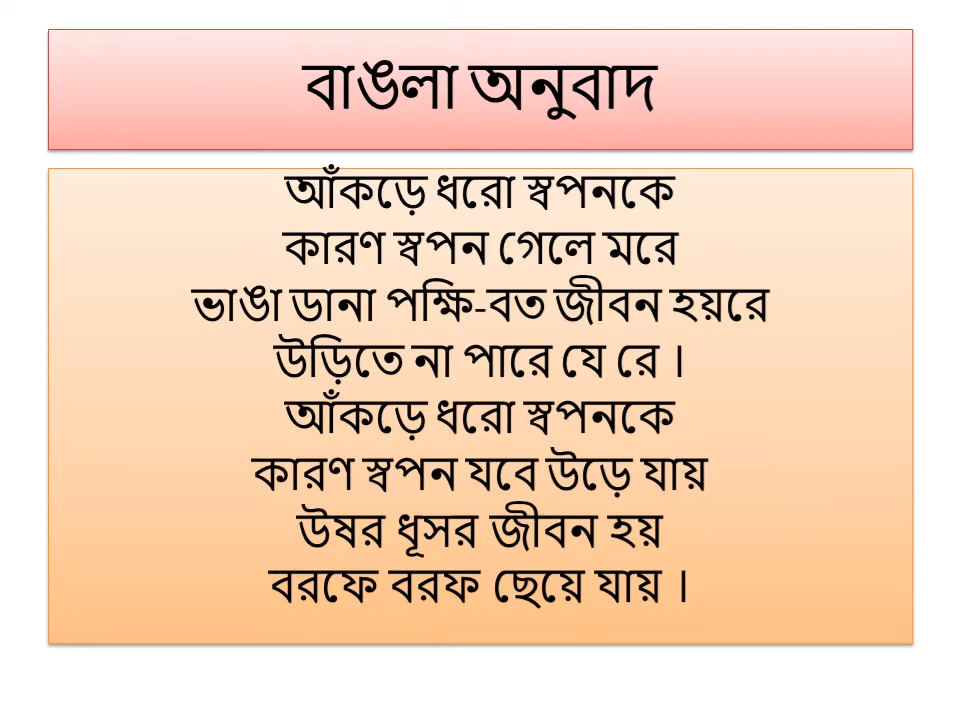 বাঙলা অনুবাদ
আঁকড়ে ধরো স্বপনকে
কারণ স্বপন গেলে মরে
ভাঙা ডানা পক্ষি-বত জীবন হয়রে
উড়িতে না পারে যে রে ।
আঁকড়ে ধরো স্বপনকে
কারণ স্বপন যবে উড়ে যায়
উষর ধূসর জীবন হয়
বরফে বরফ ছেয়ে যায় ।